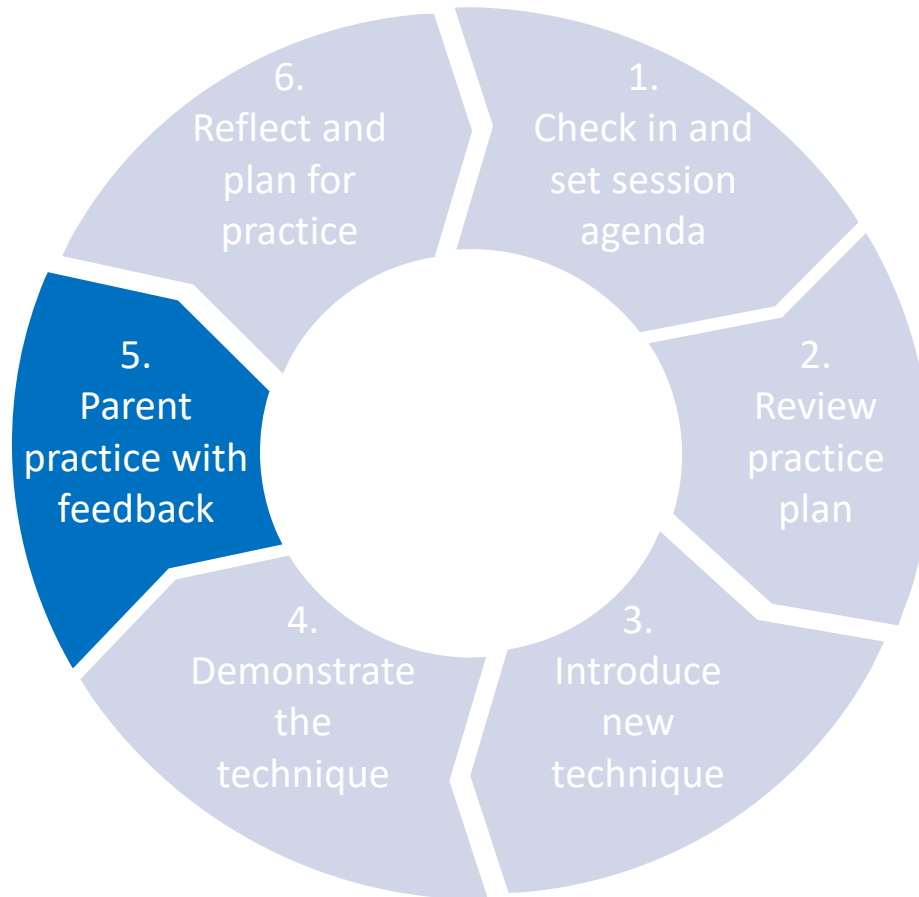 1.
Check in and
set session
agenda
2.
Review
practice
plan
3.
Introduce
new
technique
4.
Demonstrate
the
technique
5.
Parent
practice with
feedback
6.
Reflect and
plan for
practice